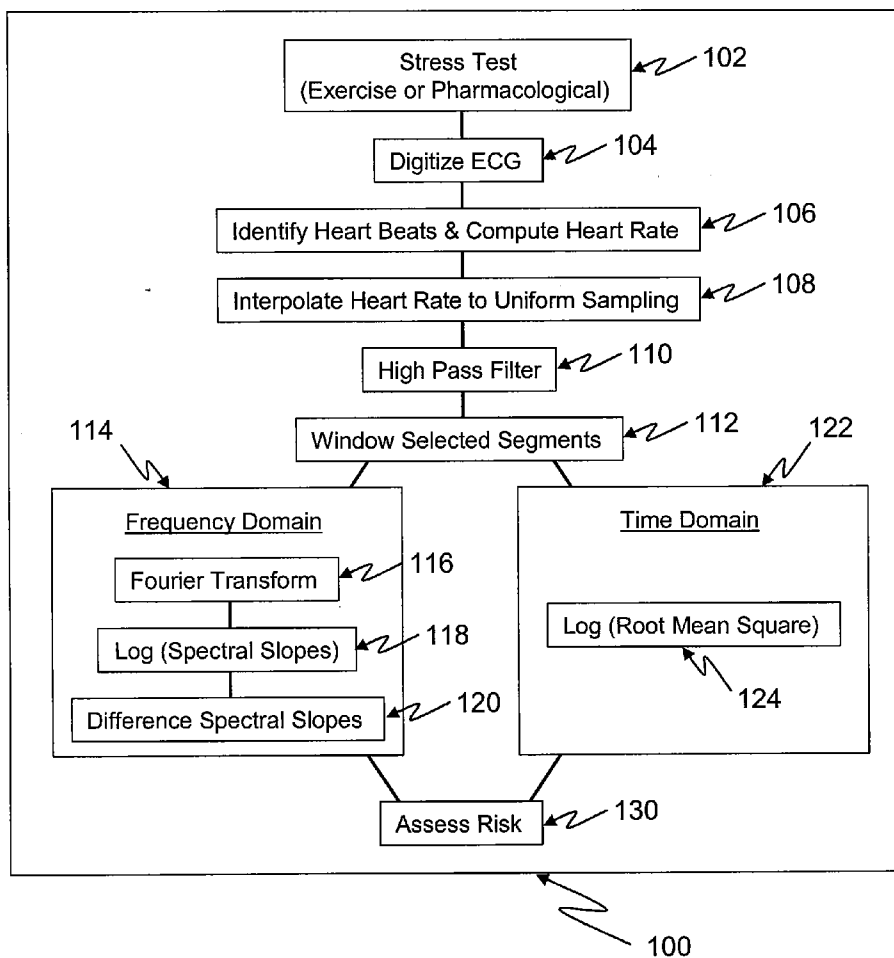 Stress Test
(Exercise or Pharmacological)
102
Digitize ECG
104
Identify Heart Beats & Compute Heart Rate
106
Interpolate Heart Rate to Uniform Sampling
108
High Pass Filter
110
Window Selected Segments
112
114
122
Frequency Domain
Fourier Transform
116
Log (Spectral Slopes)
118
Difference Spectral Slopes
120
Time Domain
Log (Root Mean Square)
124
Assess Risk
130
100